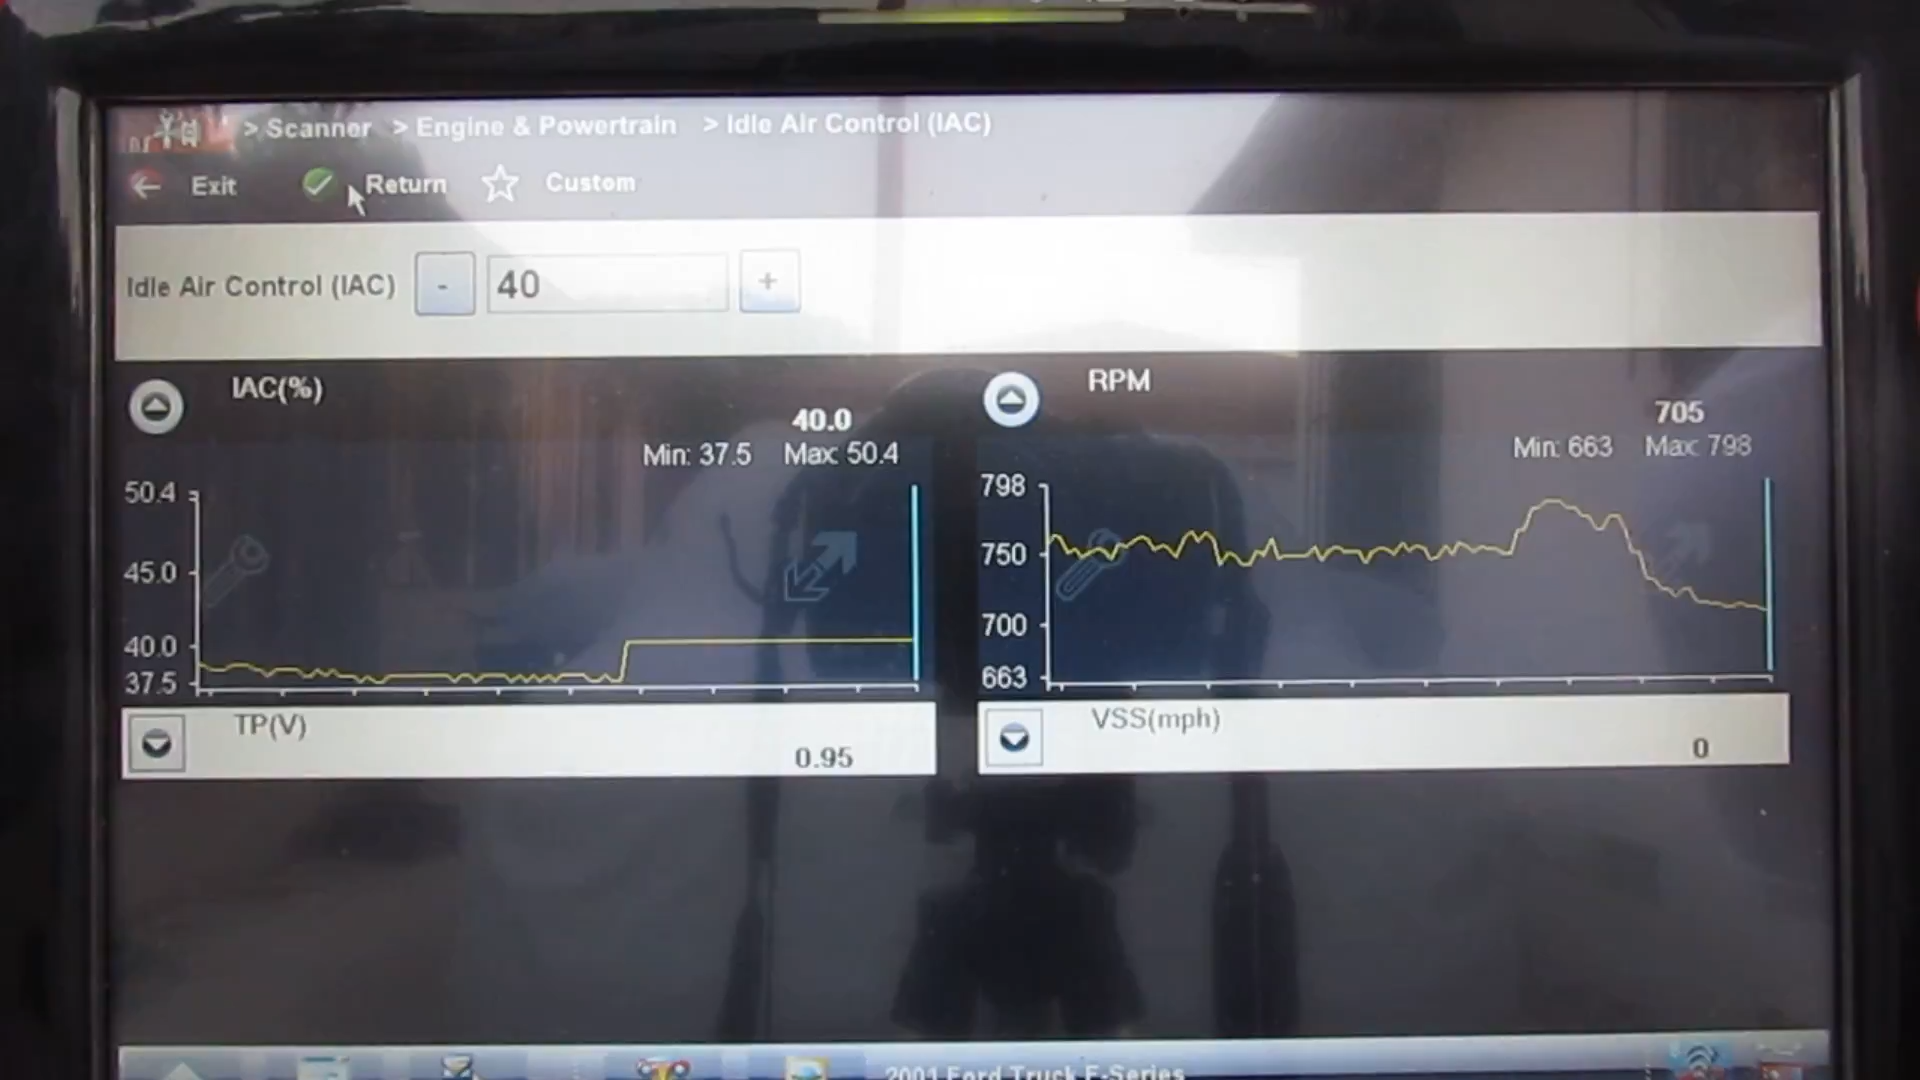 > Scanner > Engine & Powertrain > Idle Air Control (IAC)
Exit Return Custom
Idle Air Control (IAC) - 40 +
IAC(%)
40.0
Min: 37.5 Max: 50.4
50.4
45.0
40.0
37.5
RPM
705
Min: 663 Max: 798
798
750
700
663
TP(V)
0.95
VSS(mph)
0
2001 Ford Truck E-Series